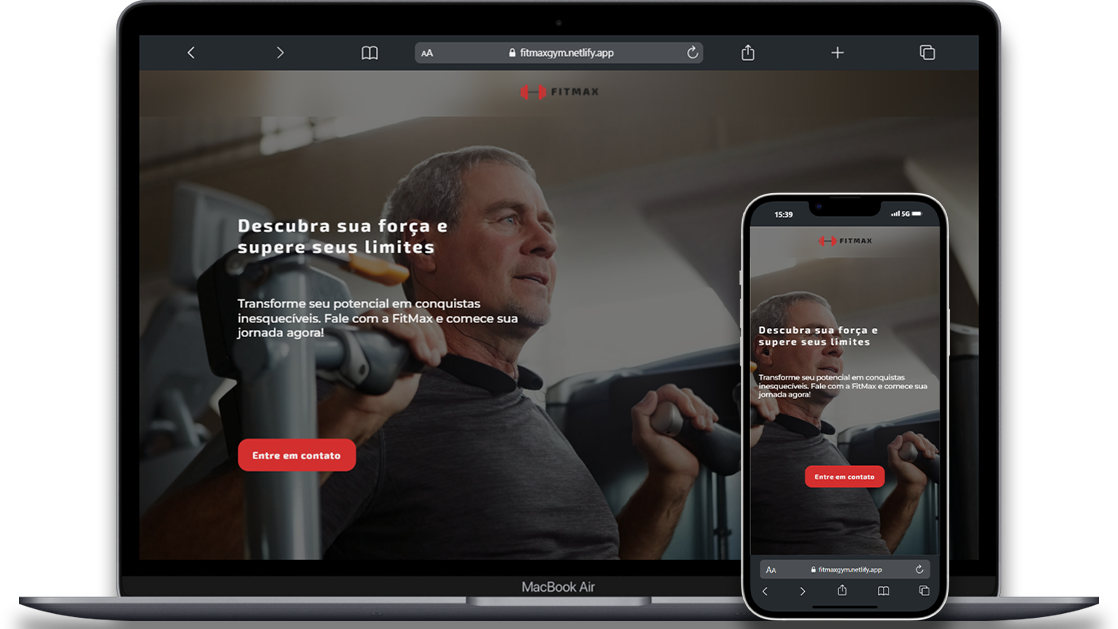 AA
fitmaxgym.netlify.app
FITMAX
Descubra sua força e
supere seus limites
Transforme seu potencial em conquistas
inesquecíveis. Fale com a FitMax e comece sua
jornada agora!
Entre em contato
MacBook Air
15:39
5G
FITMAX
Descubra sua força e
supere seus limites
Transforme seu potencial em conquistas
inesquecíveis. Fale com a FitMax e comece sua
jornada agora!
Entre em contato
AA
fitmaxgym.netlify.app